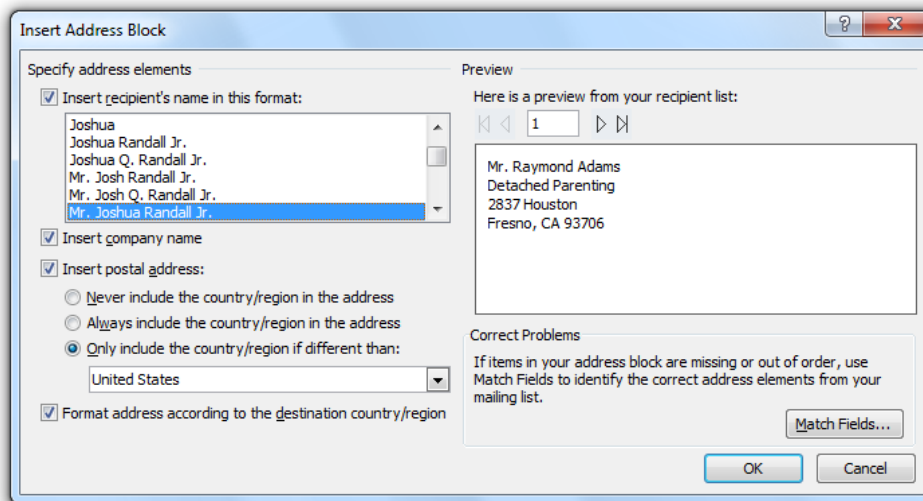 Insert Address Block
?
Specify address elements
Insert recipient's name in this format:
Joshua
Joshua Randall Jr.
Joshua Q. Randall Jr.
Mr. Josh Randall Jr.
Mr. Josh Q. Randall Jr.
Mr. Joshua Randall Jr.
Insert company name
Insert postal address:
Never include the country/region in the address
Always include the country/region in the address
Only include the country/region if different than:
United States
Format address according to the destination country/region
Preview
Here is a preview from your recipient list:
1
Mr. Raymond Adams
Detached Parenting
2837 Houston
Fresno, CA 93706
Correct Problems
If items in your address block are missing or out of order, use
Match Fields to identify the correct address elements from your
mailing list.
Match Fields...
OK
Cancel